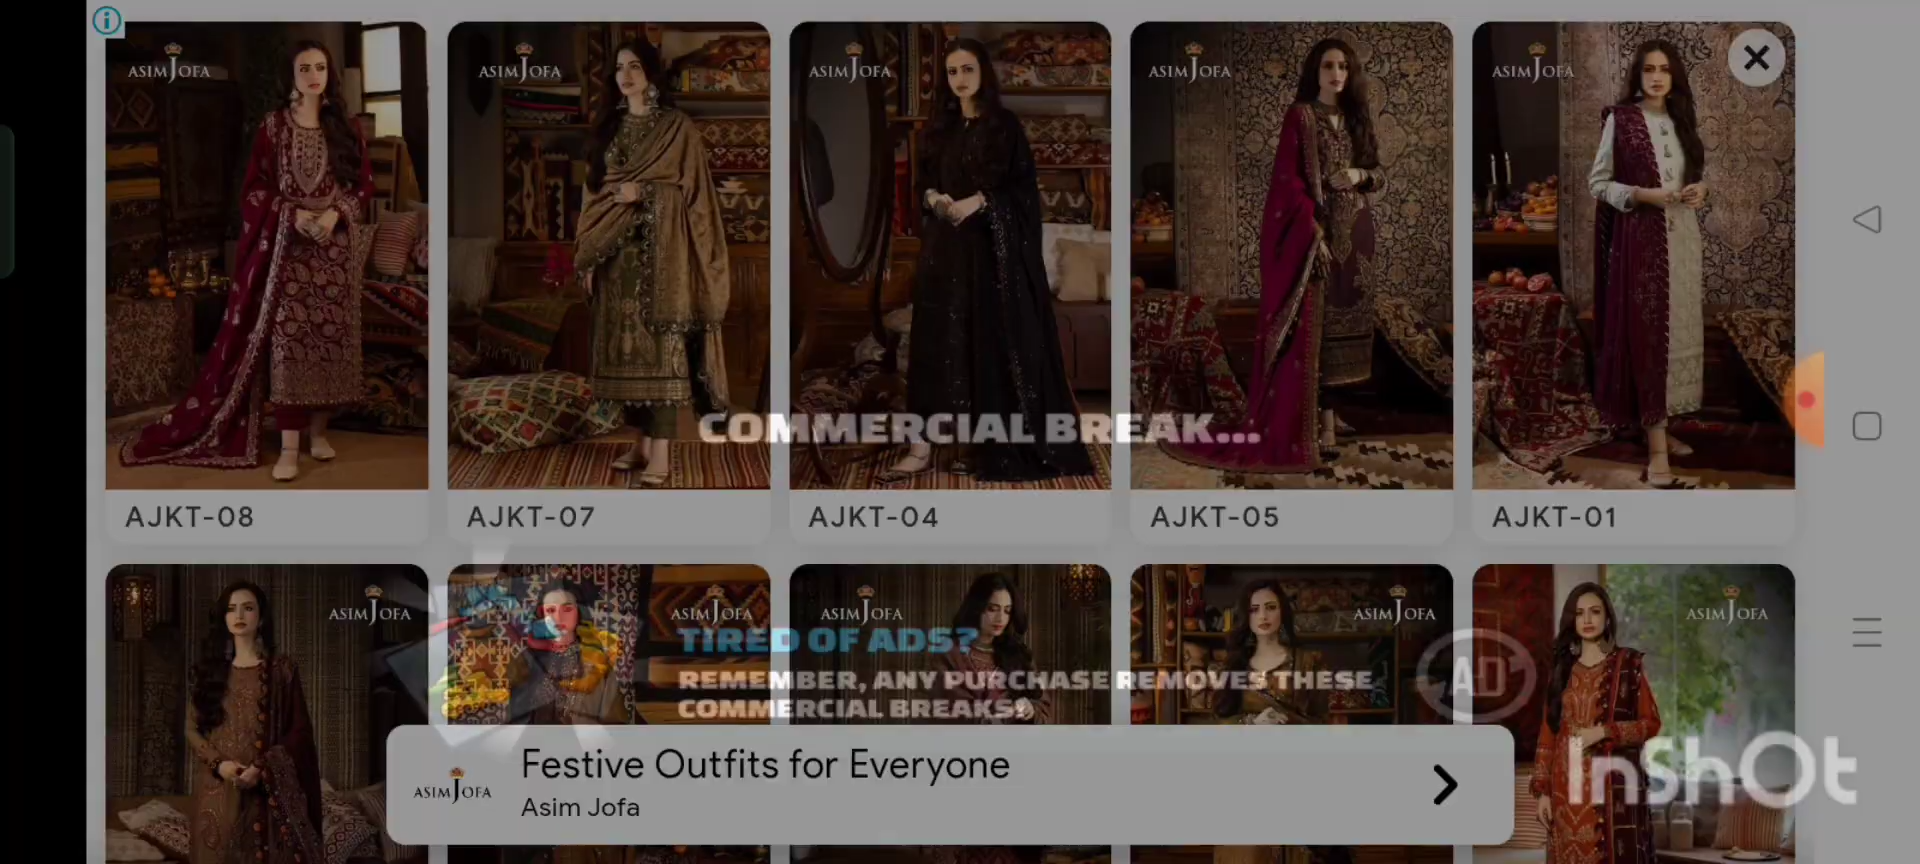 ASIM JOFA
ASIM JOFA
ASIM JOFA
ASIM JOFA
ASIM JOFA
COMMERCIAL BREAK...
AJKT-08
AJKT-07
AJKT-04
AJKT-05
AJKT-01
ASIM JOFA
ASIM JOFA
ASIM JOFA
ASIM JOFA
ASIM JOFA
TIRED OF ADS?
REMEMBER, ANY PURCHASE REMOVES THESE
COMMERCIAL BREAKS!
AD
Festive Outfits for Everyone
ASIM JOFA
Asim Jofa
InShOt